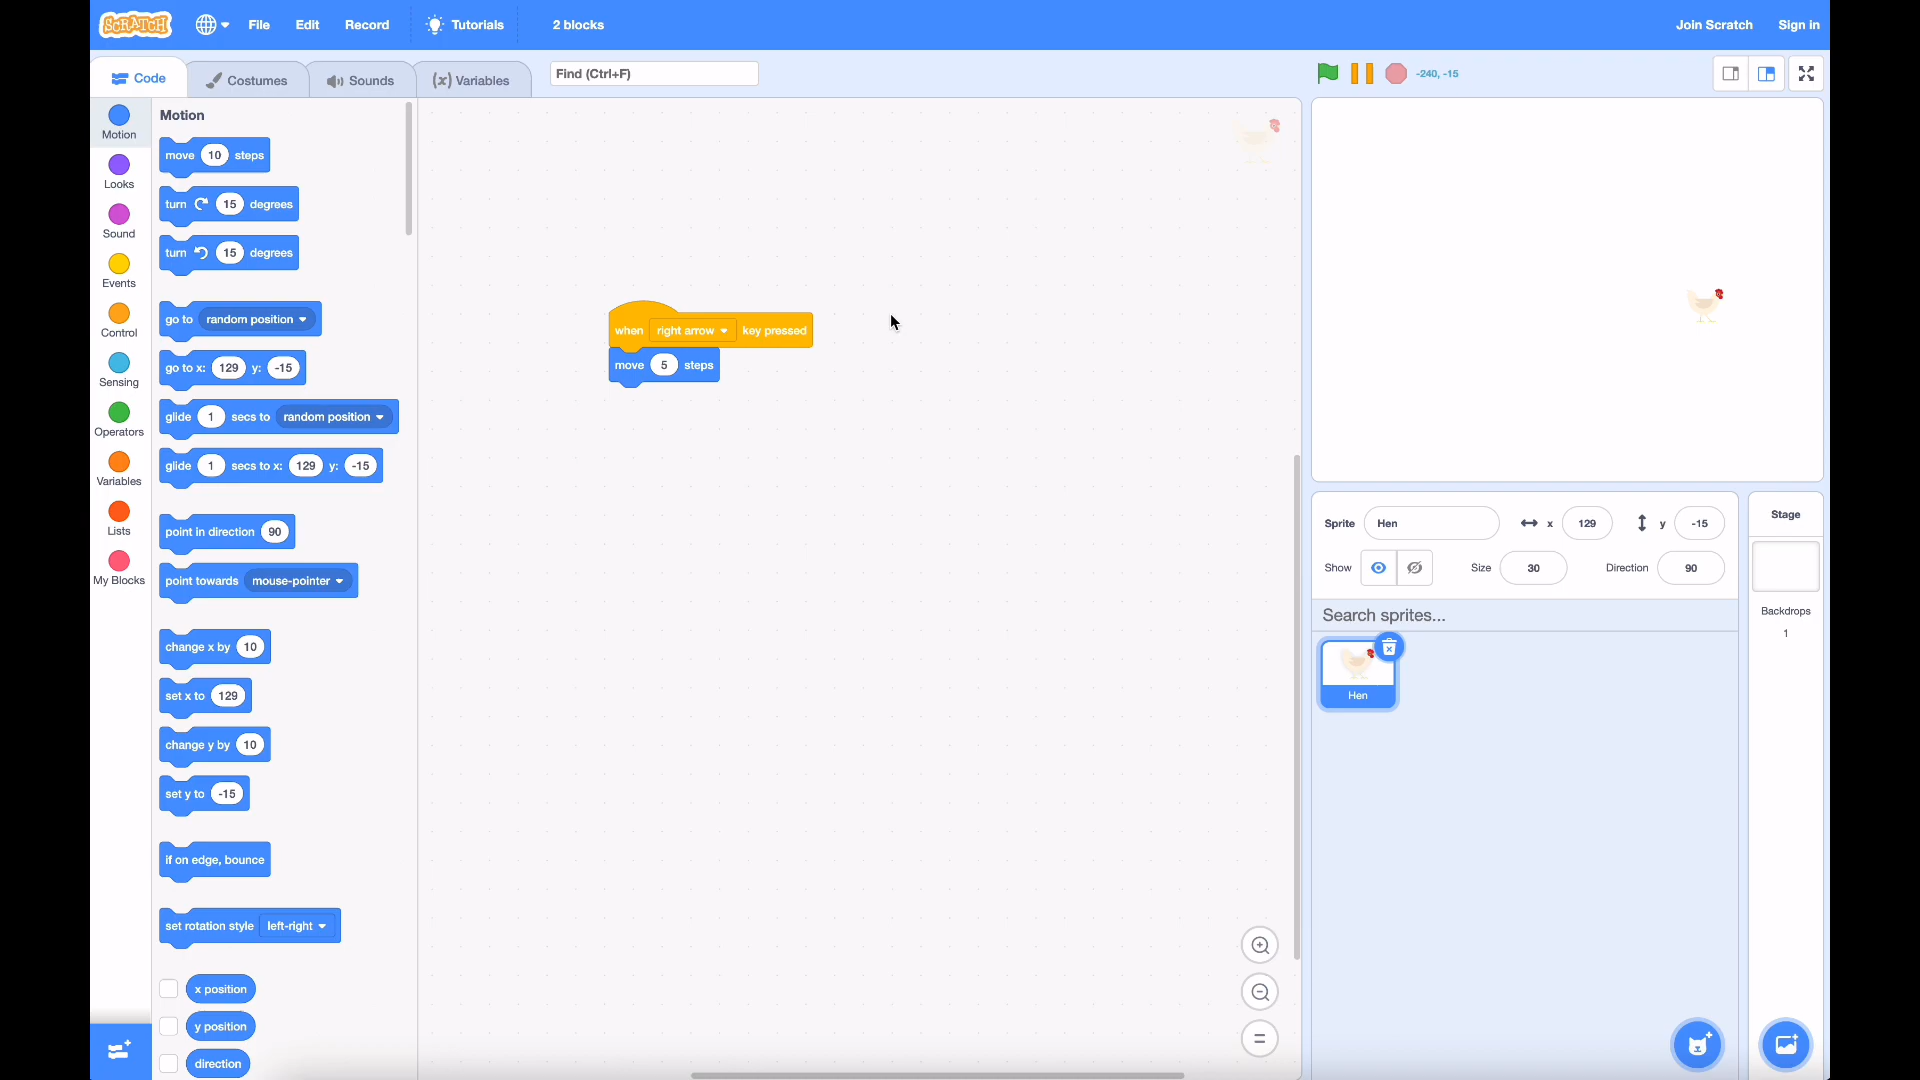 SCRATCH File Edit Record Tutorials 2 blocks Join Scratch Sign in
Code Costumes Sounds (x) Variables Find (Ctrl+F) -240, -15
Motion
Looks
Sound
Events
Control
Sensing
Operators
Variables
Lists
My Blocks
Motion
move 10 steps
turn 15 degrees
turn 15 degrees
go to random position
go to x: 129 y: -15
glide 1 secs to random position
glide 1 secs to x: 129 y: -15
point in direction 90
point towards mouse-pointer
change x by 10
set x to 129
change y by 10
set y to -15
if on edge, bounce
set rotation style left-right
x position
y position
direction
when right arrow key pressed
move 5 steps
Sprite Hen x 129 y -15
Show Size 30 Direction 90
Search sprites...
Hen
Stage
Backdrops
1